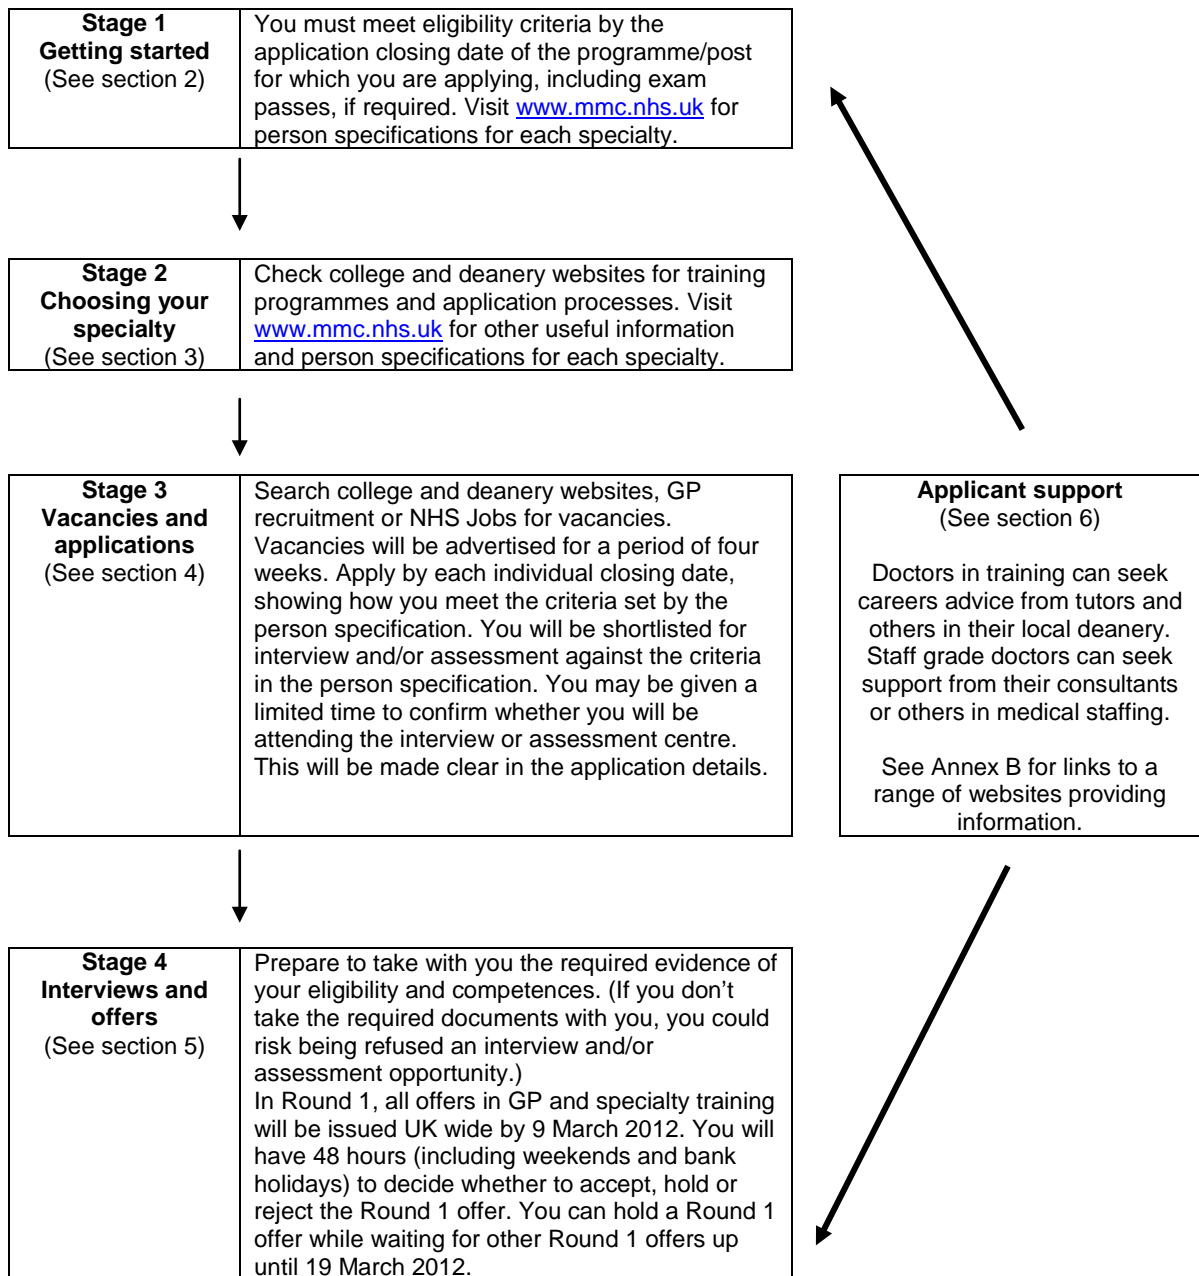 Stage 1
Getting started
(See section 2)
You must meet eligibility criteria by the
application closing date of the programme/post
for which you are applying, including exam
passes, if required. Visit www.mmc.nhs.uk for
person specifications for each specialty.
Stage 2
Choosing your
specialty
(See section 3)
Check college and deanery websites for training
programmes and application processes. Visit
www.mmc.nhs.uk for other useful information
and person specifications for each specialty.
Stage 3
Vacancies and
applications
(See section 4)
Search college and deanery websites, GP
recruitment or NHS Jobs for vacancies.
Vacancies will be advertised for a period of four
weeks. Apply by each individual closing date,
showing how you meet the criteria set by the
person specification. You will be shortlisted for
interview and/or assessment against the criteria
in the person specification. You may be given a
limited time to confirm whether you will be
attending the interview or assessment centre.
This will be made clear in the application details.
Applicant support
(See section 6)
Doctors in training can seek
careers advice from tutors and
others in their local deanery.
Staff grade doctors can seek
support from their consultants
or others in medical staffing.
See Annex B for links to a
range of websites providing
information.
Stage 4
Interviews and
offers
(See section 5)
Prepare to take with you the required evidence of
your eligibility and competences. (If you don't
take the required documents with you, you could
risk being refused an interview and/or
assessment opportunity.)
In Round 1, all offers in GP and specialty training
will be issued UK wide by 9 March 2012. You will
have 48 hours (including weekends and bank
holidays) to decide whether to accept, hold or
reject the Round 1 offer. You can hold a Round 1
offer while waiting for other Round 1 offers up
until 19 March 2012.